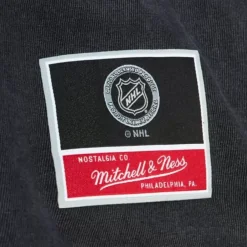 NHL
© NHL
NOSTALGIA CO
Mitchell & Ness
PHILADELPHIA, PA.